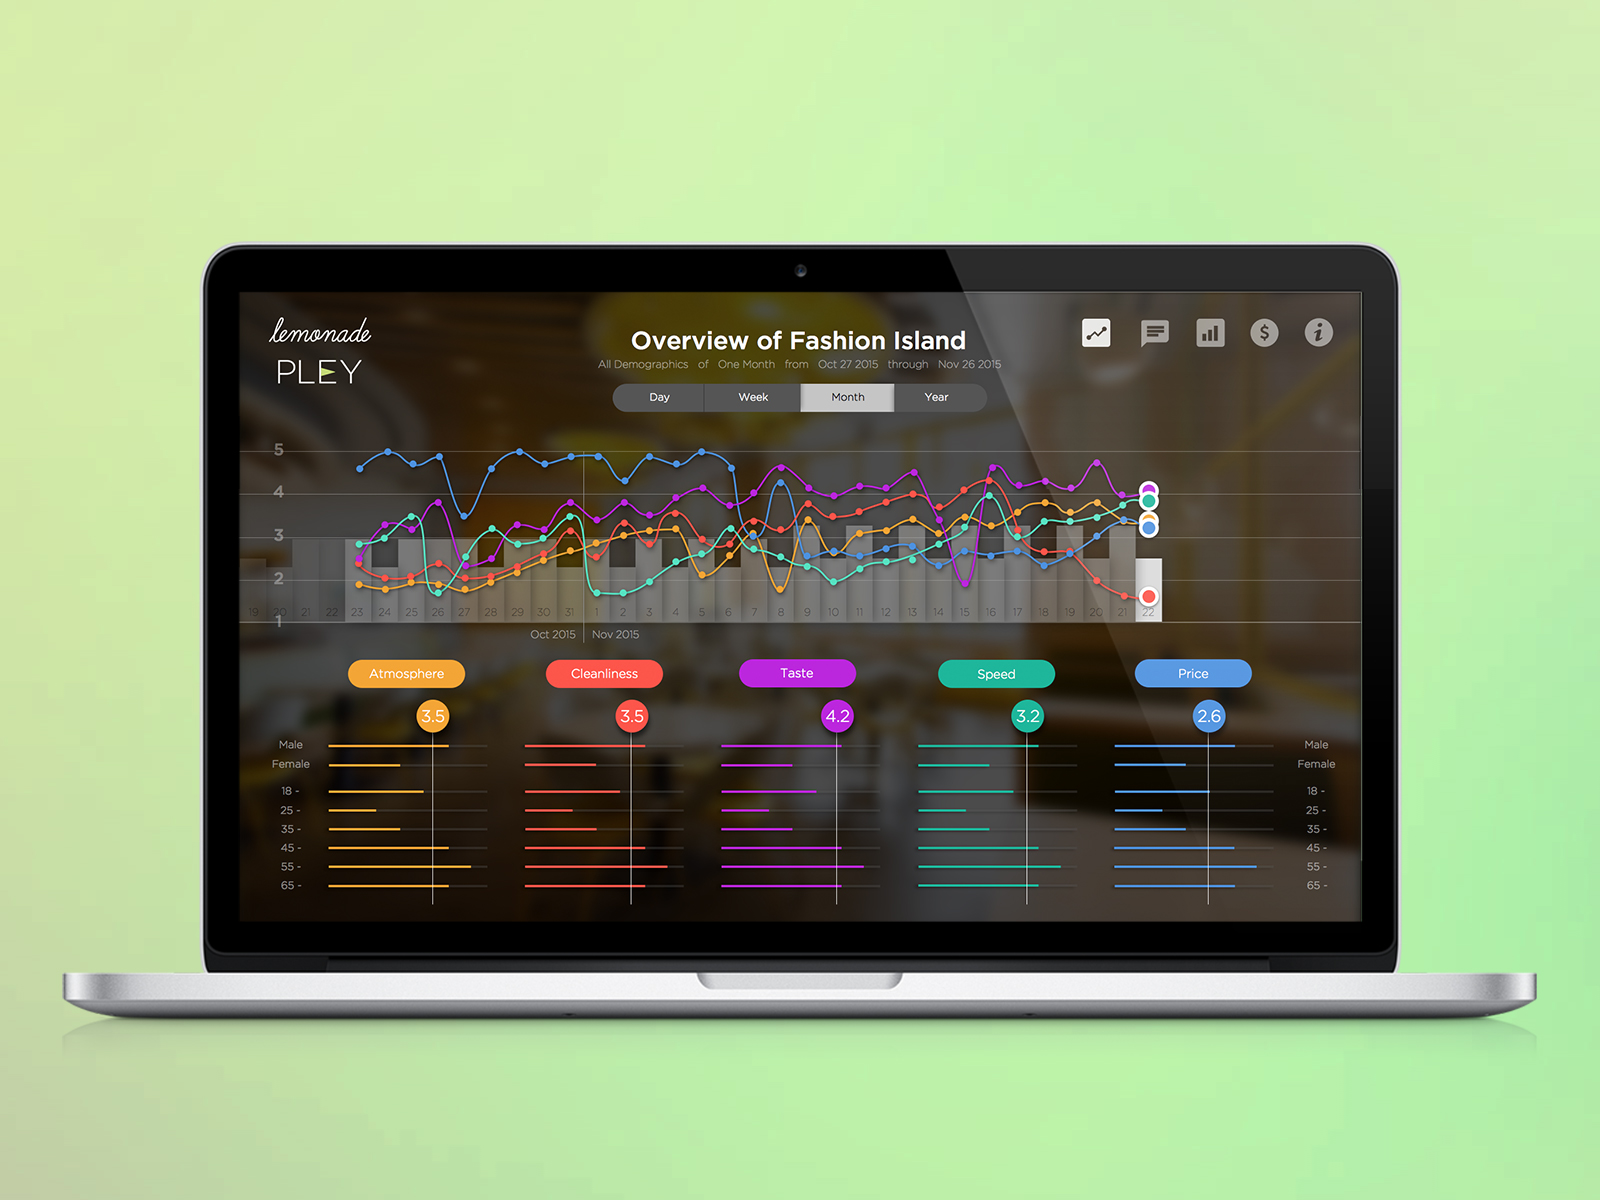 lemonade
PLEY
Overview of Fashion Island
All Demographics of One Month from Oct 27 2015 through Nov 26 2015
Day Week Month Year
5
4
3
2
1
19 20 21 22 23 24 25 26 27 28 29 30 31 1 2 3 4 5 6 7 8 9 10 11 12 13 14 15 16 17 18 19 20 21 22
Oct 2015 Nov 2015
Atmosphere Cleanliness Taste Speed Price
3.5 3.5 4.2 3.2 2.6
Male Male
Female Female
18 - 18 -
25 - 25 -
35 - 35 -
45 - 45 -
55 - 55 -
65 - 65 -